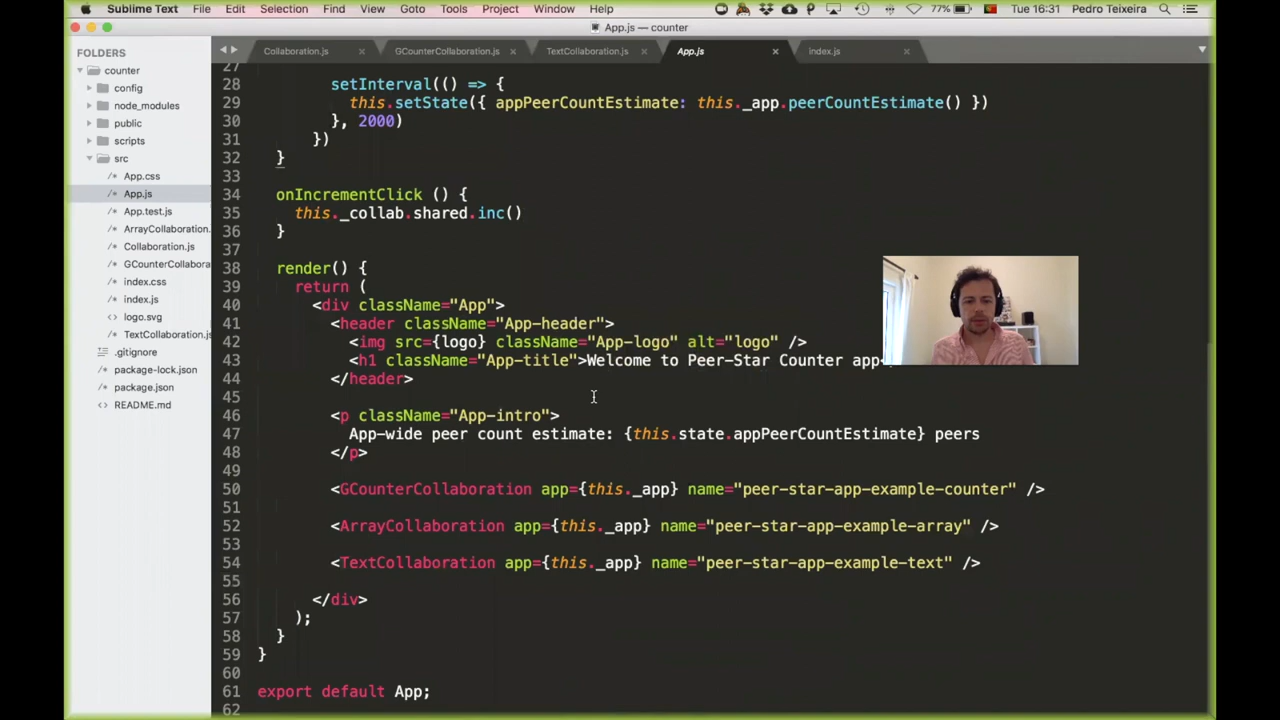 Sublime Text File Edit Selection Find View Goto Tools Project Window Help 77% Tue 16:31 Pedro Teixeira
App.js — counter
FOLDERS
counter
config
node_modules
public
scripts
src
App.css
App.js
App.test.js
ArrayCollaboration.
Collaboration.js
GCounterCollabora
index.css
index.js
logo.svg
TextCollaboration.js
.gitignore
package-lock.json
package.json
README.md
Collaboration.js GCounterCollaboration.js TextCollaboration.js App.js index.js
27
28 setInterval(() => {
29 this.setState({ appPeerCountEstimate: this._app.peerCountEstimate() })
30 }, 2000)
31 })
32 }
33
34 onIncrementClick () {
35 this._collab.shared.inc()
36 }
37
38 render() {
39 return (
40 <div className="App">
41 <header className="App-header">
42 <img src={logo} className="App-logo" alt="logo" />
43 <h1 className="App-title">Welcome to Peer-Star Counter app
44 </header>
45
46 <p className="App-intro">
47 App-wide peer count estimate: {this.state.appPeerCountEstimate} peers
48 </p>
49
50 <GCounterCollaboration app={this._app} name="peer-star-app-example-counter" />
51
52 <ArrayCollaboration app={this._app} name="peer-star-app-example-array" />
53
54 <TextCollaboration app={this._app} name="peer-star-app-example-text" />
55
56 </div>
57 );
58 }
59 }
60
61 export default App;
62